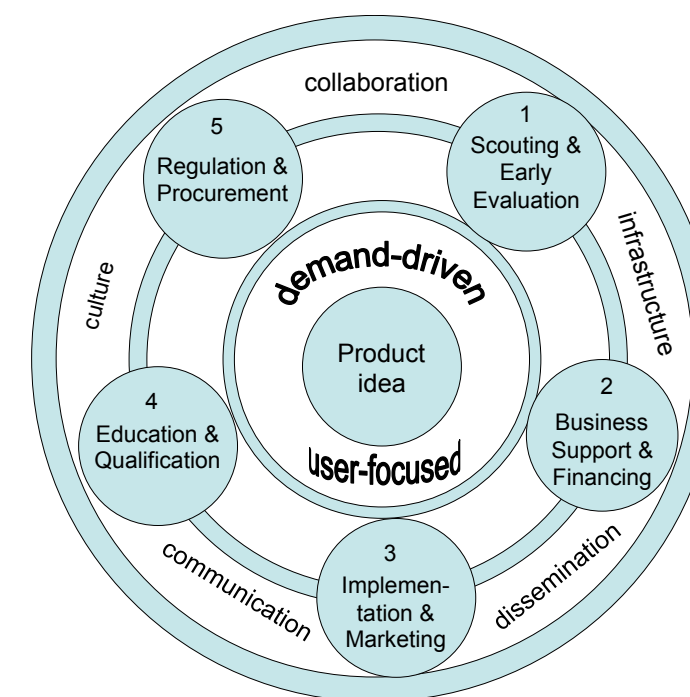 collaboration
1
Scouting &
Early
Evaluation
infrastructure
2
Business
Support &
Financing
dissemination
3
Implemen-
tation &
Marketing
communication
4
Education &
Qualification
culture
5
Regulation &
Procurement
demand-driven
Product
idea
user-focused